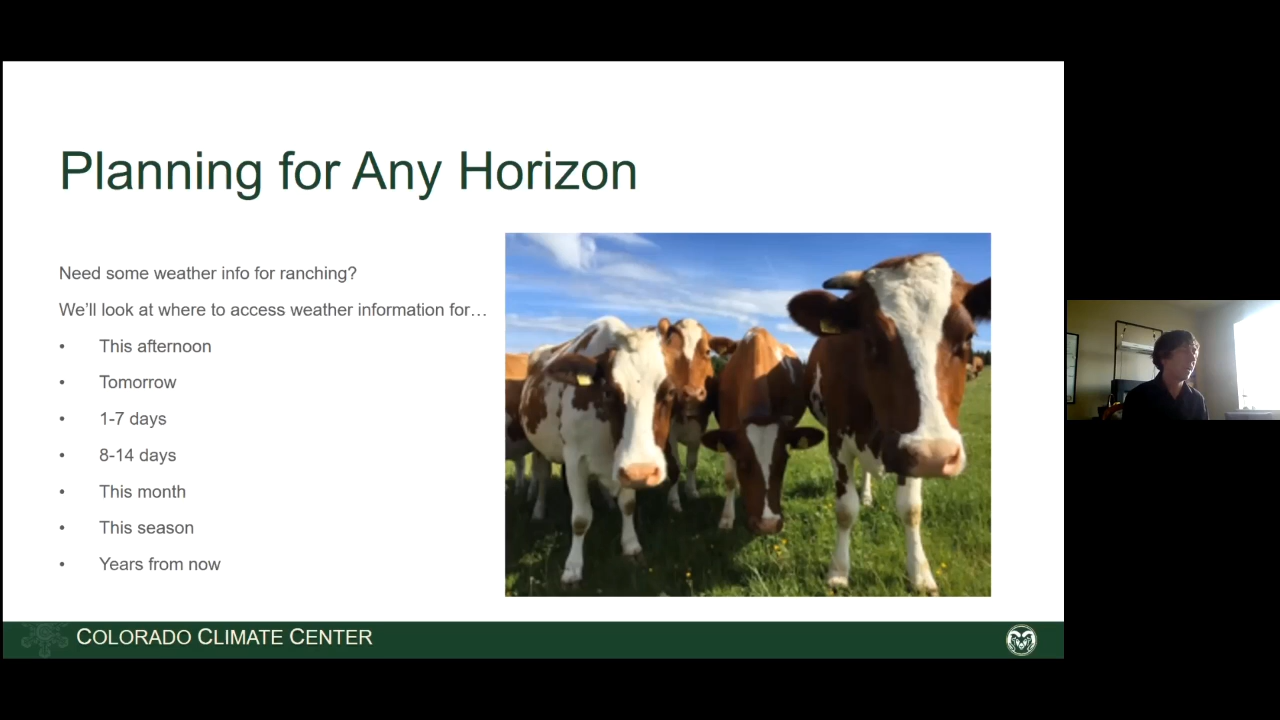 Planning for Any Horizon
Need some weather info for ranching?
We'll look at where to access weather information for…
• This afternoon
• Tomorrow
• 1-7 days
• 8-14 days
• This month
• This season
• Years from now
COLORADO CLIMATE CENTER